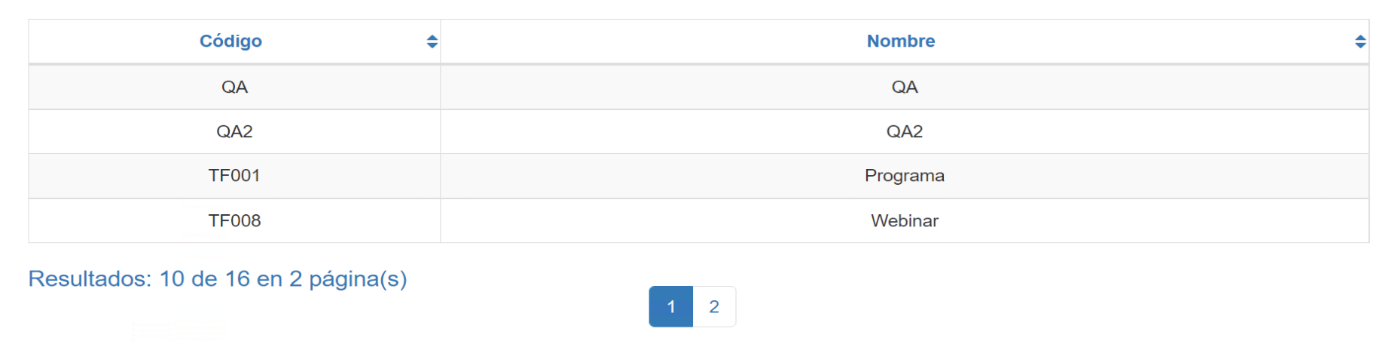 Código Nombre
QA QA
QA2 QA2
TF001 Programa
TF008 Webinar
Resultados: 10 de 16 en 2 página(s)
1 2